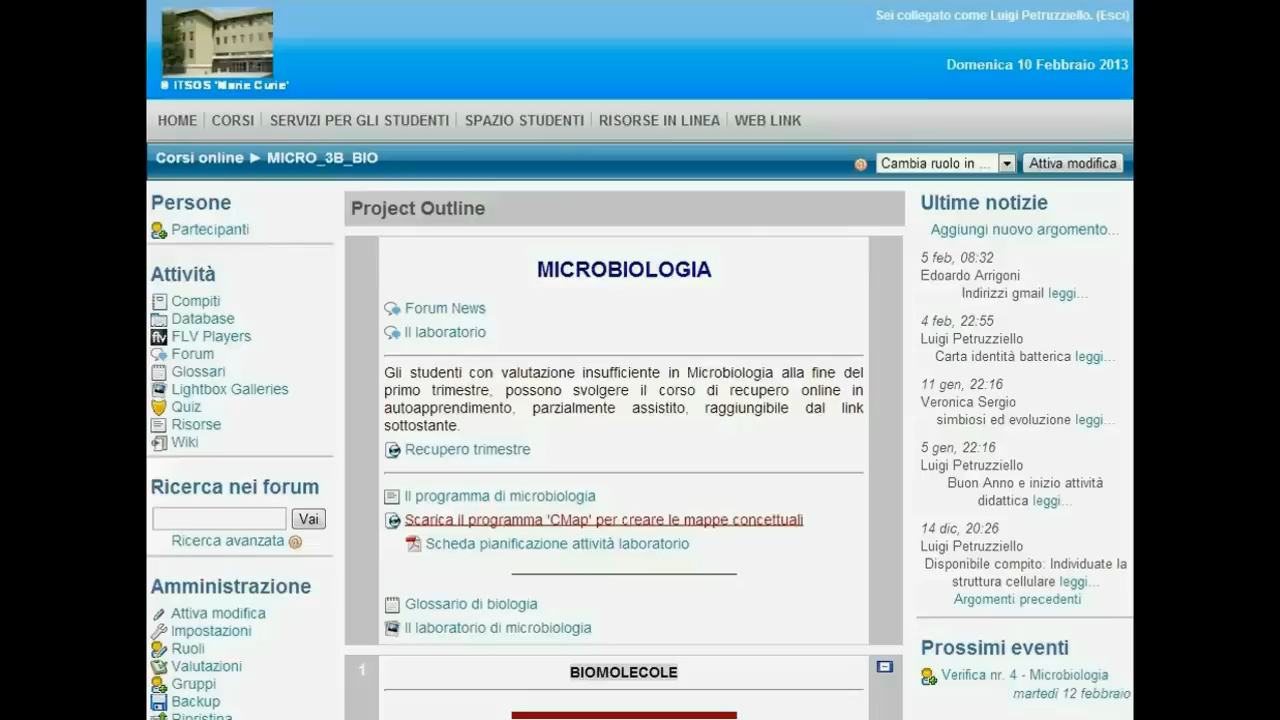 Sei collegato come Luigi Petruzziello. (Esci)
@ ITSOS 'Marie Curie'
Domenica 10 Febbraio 2013
HOME CORSI SERVIZI PER GLI STUDENTI SPAZIO STUDENTI RISORSE IN LINEA WEB LINK
Corsi online ► MICRO_3B_BIO
Cambia ruolo in ... Attiva modifica
Persone
Partecipanti
Attività
Compiti
Database
FLV Players
Forum
Glossari
Lightbox Galleries
Quiz
Risorse
Wiki
Ricerca nei forum
Vai
Ricerca avanzata
Amministrazione
Attiva modifica
Impostazioni
Ruoli
Valutazioni
Gruppi
Backup
Ripristina
Project Outline
MICROBIOLOGIA
Forum News
Il laboratorio
Gli studenti con valutazione insufficiente in Microbiologia alla fine del
primo trimestre, possono svolgere il corso di recupero online in
autoapprendimento, parzialmente assistito, raggiungibile dal link
sottostante.
Recupero trimestre
Il programma di microbiologia
Scarica il programma 'CMap' per creare le mappe concettuali
Scheda pianificazione attività laboratorio
Glossario di biologia
Il laboratorio di microbiologia
1
BIOMOLECOLE
Ultime notizie
Aggiungi nuovo argomento...
5 feb, 08:32
Edoardo Arrigoni
Indirizzi gmail leggi...
4 feb, 22:55
Luigi Petruzziello
Carta identità batterica leggi...
11 gen, 22:16
Veronica Sergio
simbiosi ed evoluzione leggi...
5 gen, 22:16
Luigi Petruzziello
Buon Anno e inizio attività
didattica leggi...
14 dic, 20:26
Luigi Petruzziello
Disponibile compito: Individuate la
struttura cellulare leggi...
Argomenti precedenti
Prossimi eventi
Verifica nr. 4 - Microbiologia
martedì 12 febbraio